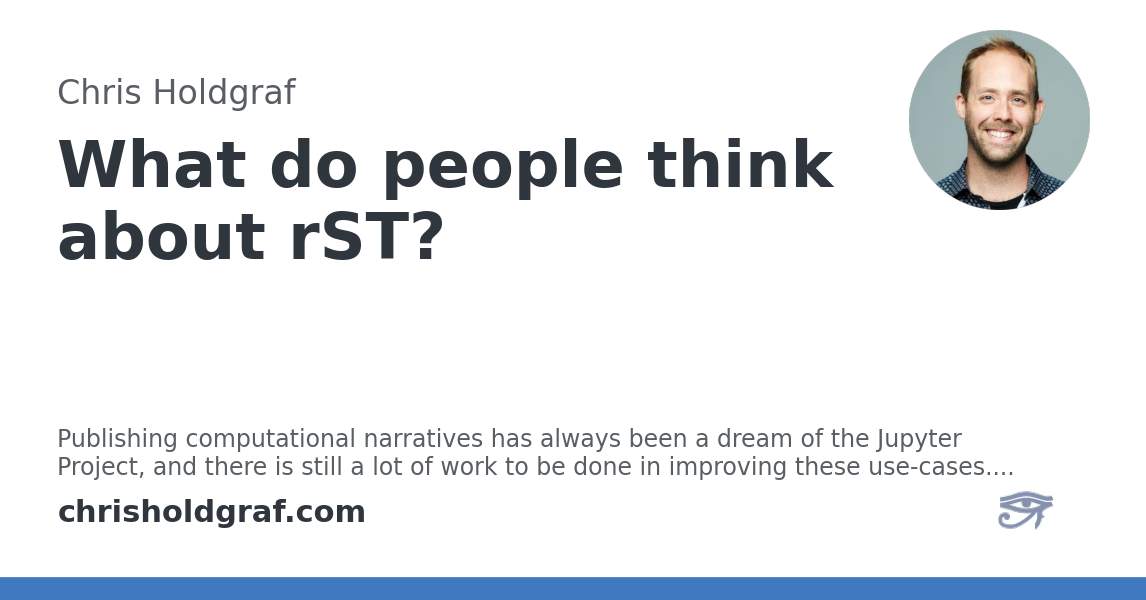 Chris Holdgraf
What do people think
about rST?
Publishing computational narratives has always been a dream of the Jupyter
Project, and there is still a lot of work to be done in improving these use-cases....
chrisholdgraf.com